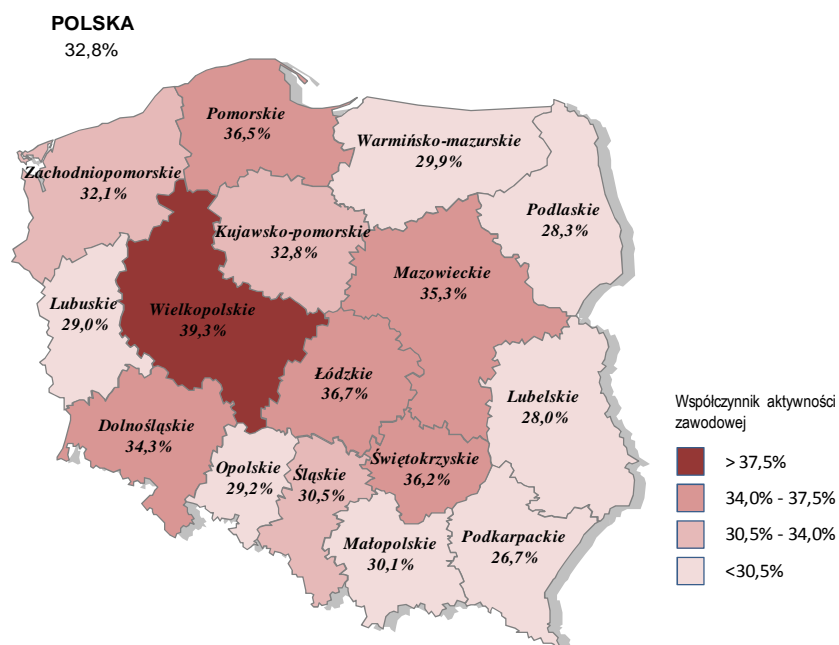 POLSKA
32,8%
Pomorskie
36,5%
Warmińsko-mazurskie
29,9%
Zachodniopomorskie
32,1%
Podlaskie
28,3%
Kujawsko-pomorskie
32,8%
Mazowieckie
35,3%
Lubuskie
29,0%
Wielkopolskie
39,3%
Łódzkie
36,7%
Lubelskie
28,0%
Dolnośląskie
34,3%
Opolskie
29,2%
Śląskie
30,5%
Świętokrzyskie
36,2%
Małopolskie
30,1%
Podkarpackie
26,7%
Współczynnik aktywności
zawodowej
> 37,5%
34,0% - 37,5%
30,5% - 34,0%
<30,5%